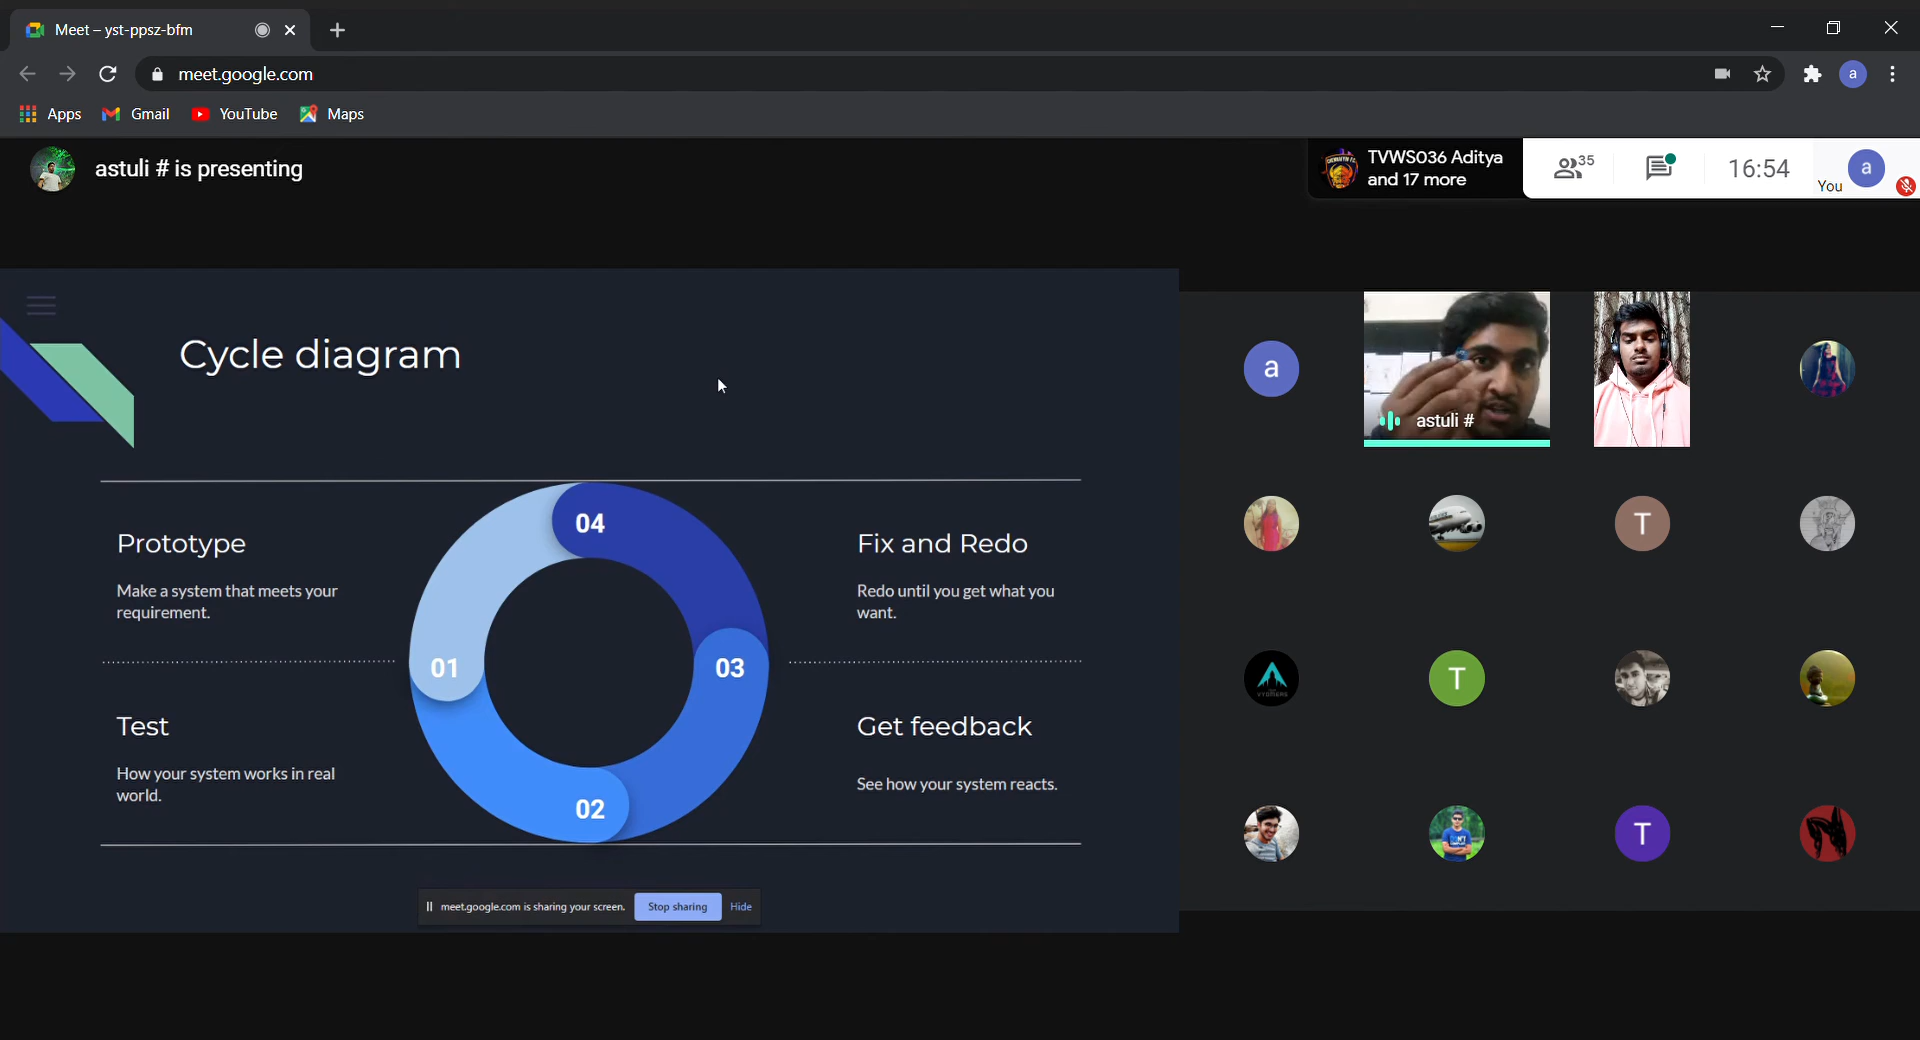 Meet – yst-ppsz-bfm
meet.google.com
a
Apps
Gmail
YouTube
Maps
astuli # is presenting
TVWS036 Aditya
and 17 more
35
16:54
You
a
Cycle diagram
Prototype
Make a system that meets your
requirement.
Test
How your system works in real
world.
04
01
03
02
Fix and Redo
Redo until you get what you
want.
Get feedback
See how your system reacts.
meet.google.com is sharing your screen.
Stop sharing
Hide
a
astuli #
T
T
T